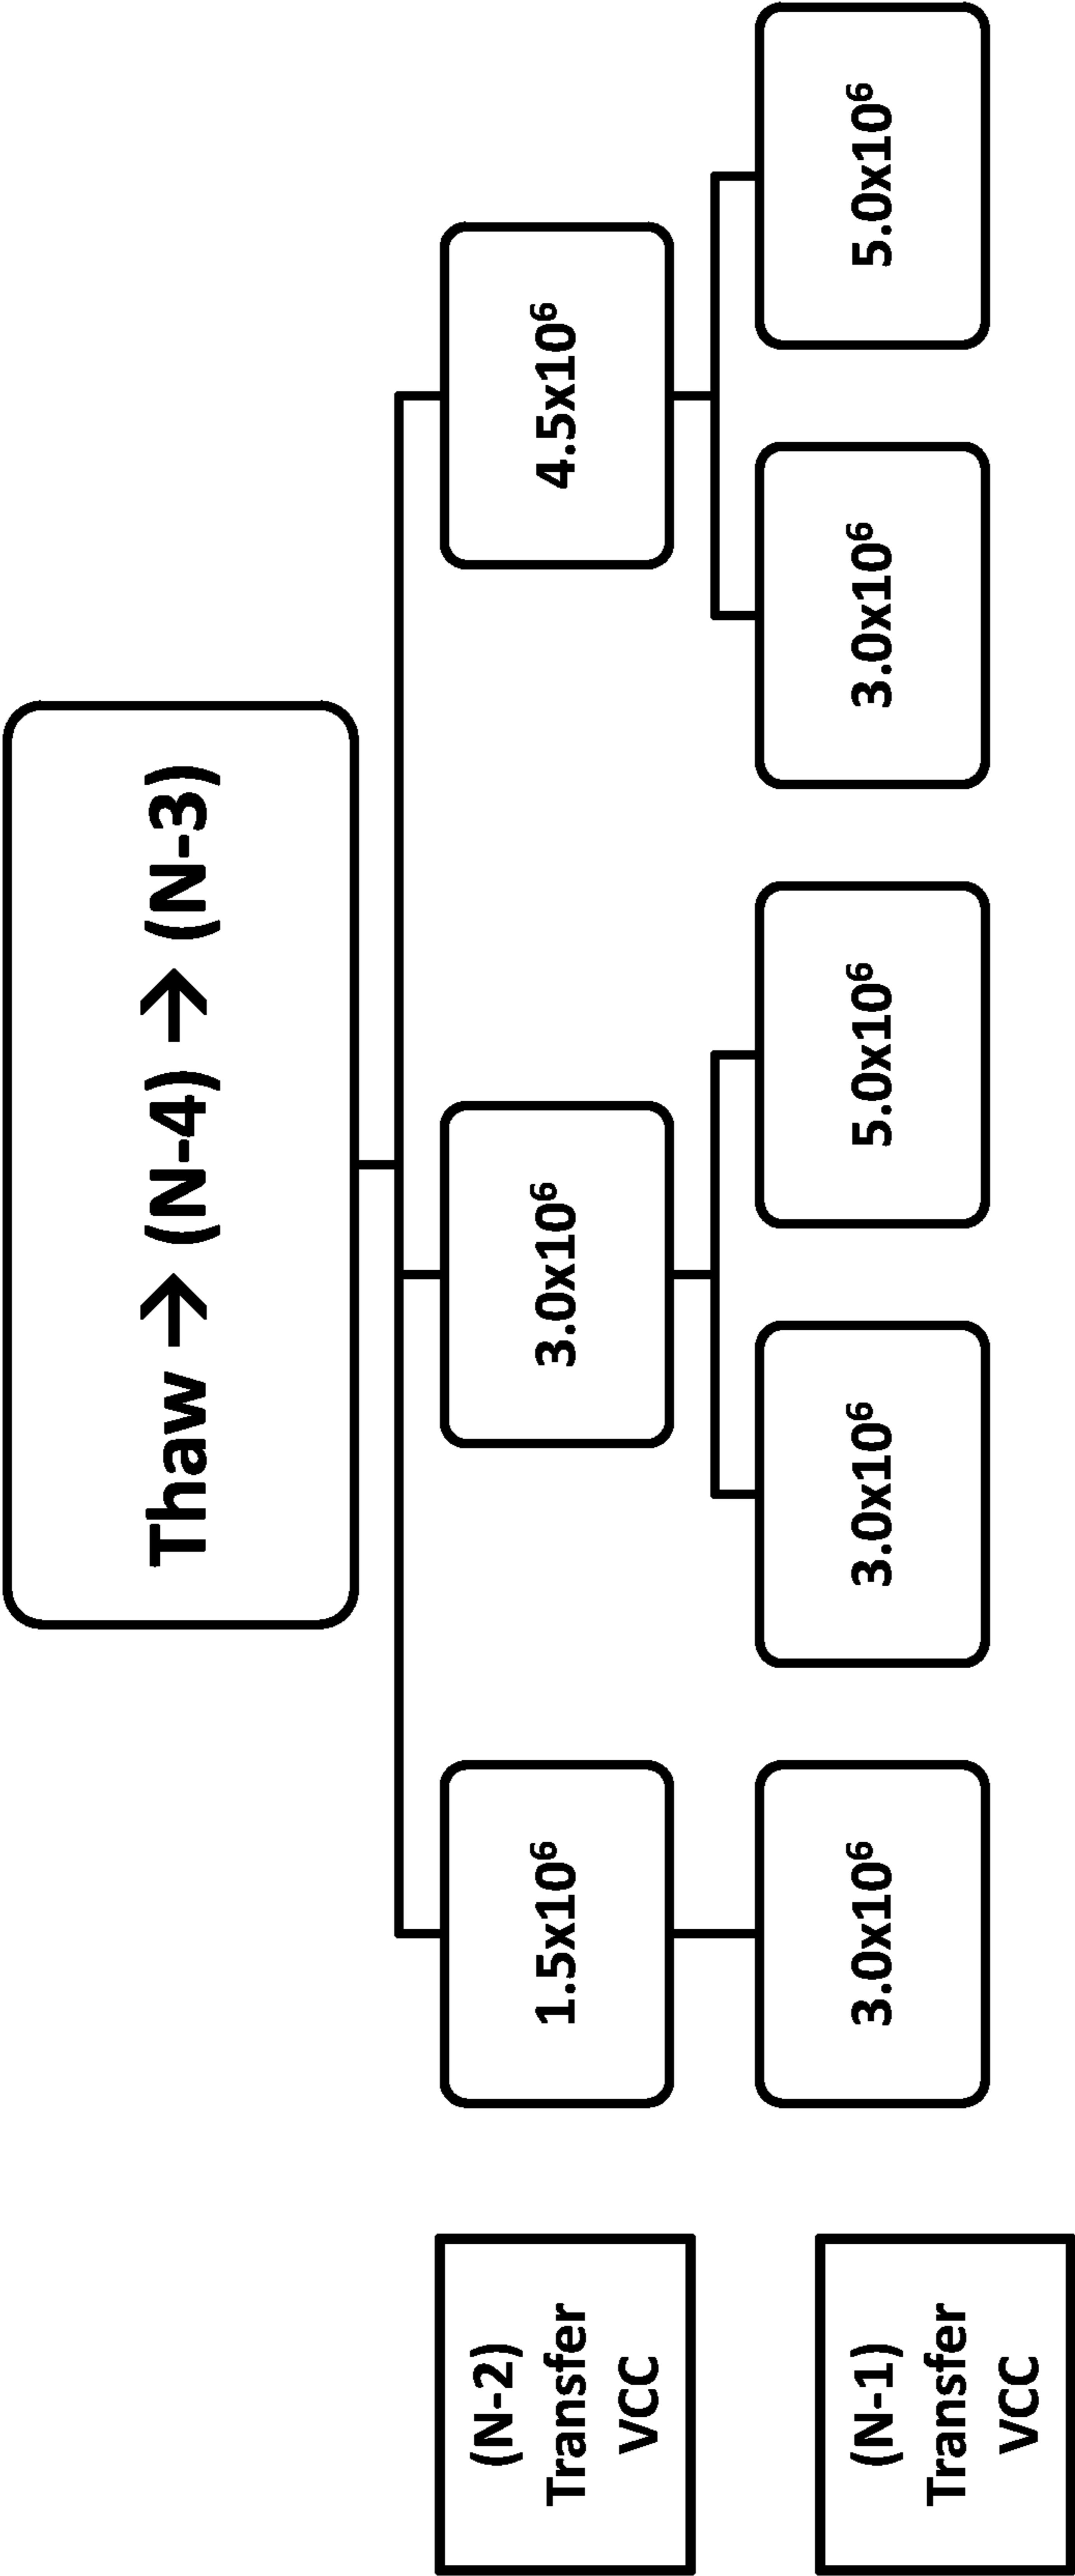 Thaw → (N-4) → (N-3)
(N-2)
Transfer
VCC
1.5x10⁶
3.0x10⁶
4.5x10⁶
(N-1)
Transfer
VCC
3.0x10⁶
3.0x10⁶
5.0x10⁶
3.0x10⁶
5.0x10⁶